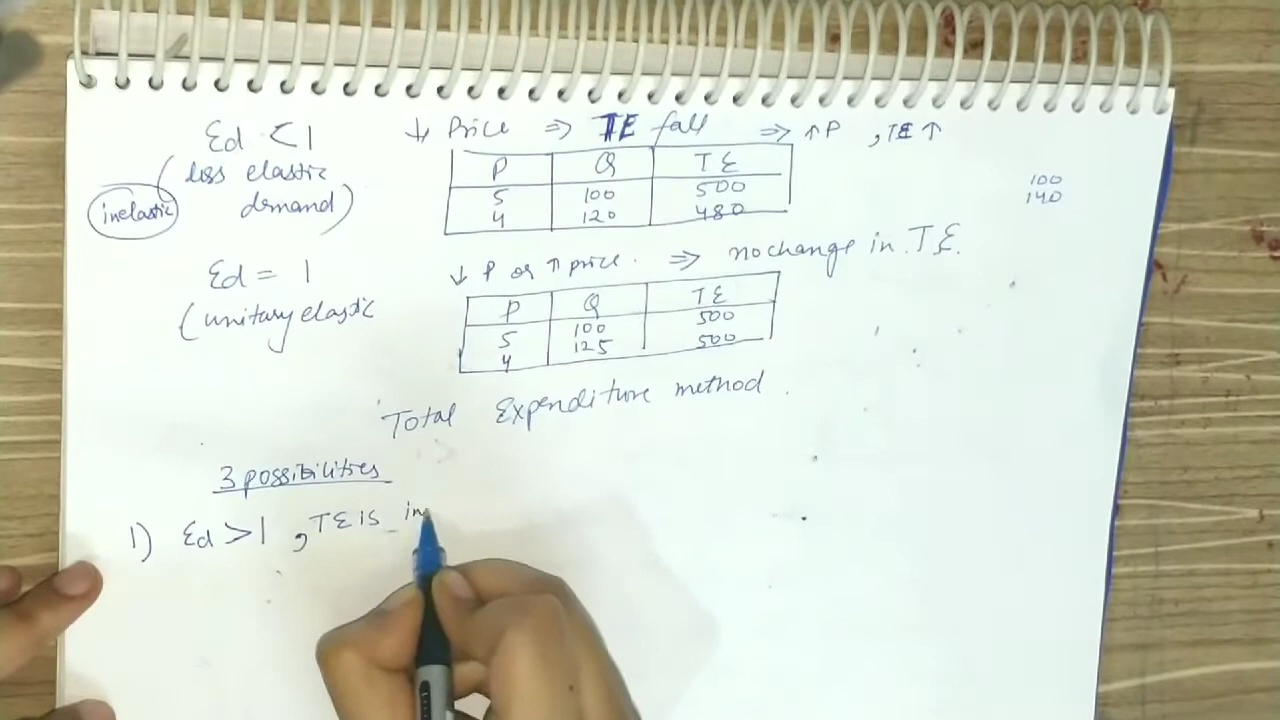 Ed < 1 ↓ Price ⇒ TE fall ⇒ ↑P , TE ↑
(less elastic demand)
inelastic
P Q TE
5 100 500
4 120 480
100
140
Ed = 1 ↓ P or ↑ price. ⇒ no change in T.E.
(unitary elastic
P Q TE
5 100 500
4 125 500
Total Expenditure method.
3 possibilities
1) Ed > 1 , TE is in